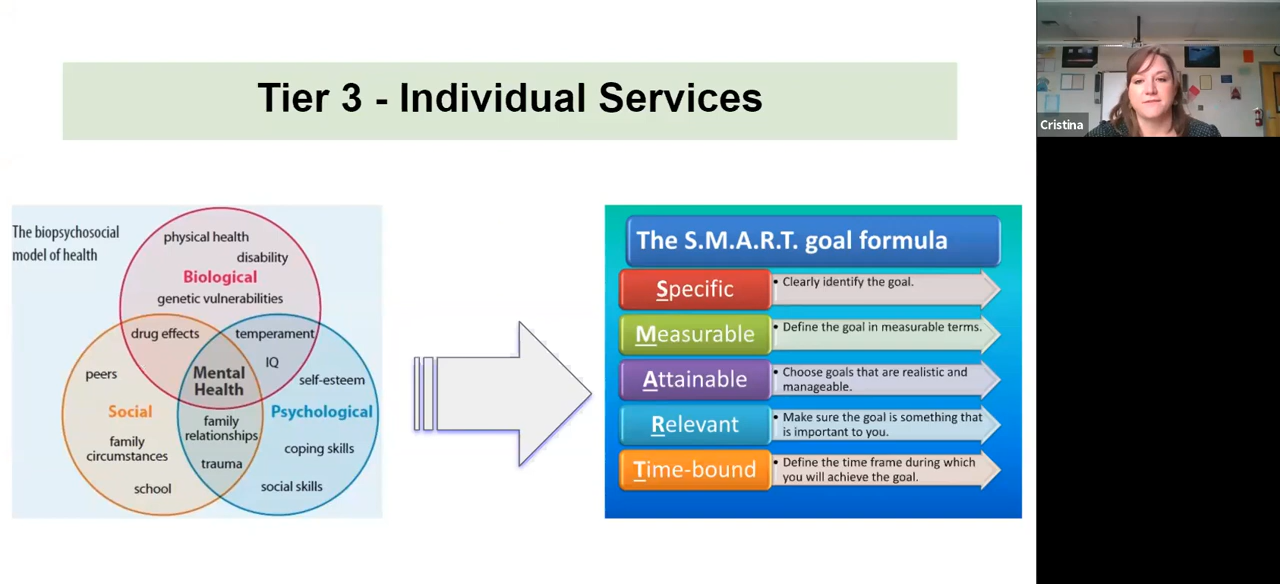 Tier 3 - Individual Services
Cristina
The biopsychosocial
model of health
physical health
disability
Biological
genetic vulnerabilities
drug effects
temperament
IQ
peers
Mental
Health
self-esteem
Social
Psychological
family
relationships
family
circumstances
coping skills
trauma
school
social skills
The S.M.A.R.T. goal formula
Specific
• Clearly identify the goal.
Measurable
• Define the goal in measurable terms.
Attainable
• Choose goals that are realistic and
manageable.
Relevant
• Make sure the goal is something that
is important to you.
Time-bound
• Define the time frame during which
you will achieve the goal.